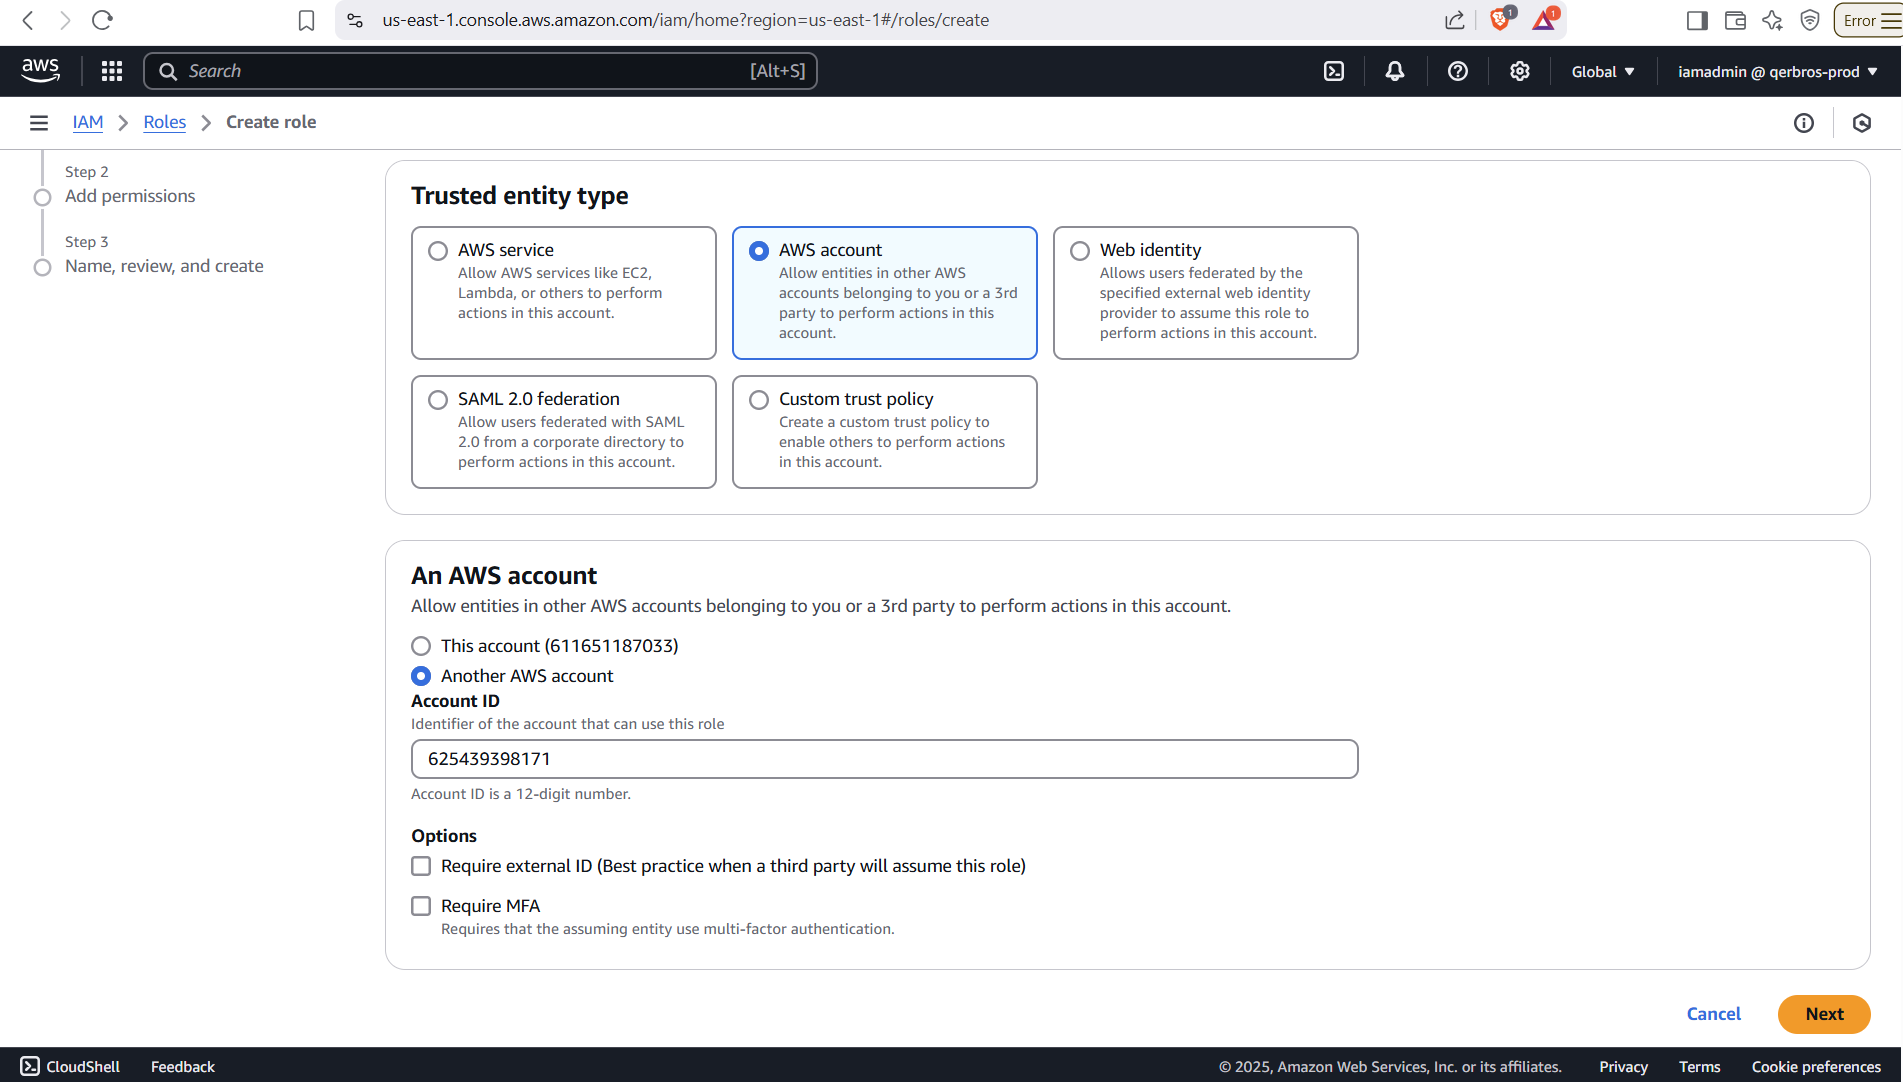 us-east-1.console.aws.amazon.com/iam/home?region=us-east-1#/roles/create
1
1
Error
aws
Search
[Alt+S]
Global
iamadmin @ qerbros-prod
IAM
Roles
Create role
Step 2
Add permissions
Step 3
Name, review, and create
Trusted entity type
AWS service
Allow AWS services like EC2,
Lambda, or others to perform
actions in this account.
AWS account
Allow entities in other AWS
accounts belonging to you or a 3rd
party to perform actions in this
account.
Web identity
Allows users federated by the
specified external web identity
provider to assume this role to
perform actions in this account.
SAML 2.0 federation
Allow users federated with SAML
2.0 from a corporate directory to
perform actions in this account.
Custom trust policy
Create a custom trust policy to
enable others to perform actions
in this account.
An AWS account
Allow entities in other AWS accounts belonging to you or a 3rd party to perform actions in this account.
This account (611651187033)
Another AWS account
Account ID
Identifier of the account that can use this role
625439398171
Account ID is a 12-digit number.
Options
Require external ID (Best practice when a third party will assume this role)
Require MFA
Requires that the assuming entity use multi-factor authentication.
Cancel
Next
CloudShell
Feedback
© 2025, Amazon Web Services, Inc. or its affiliates.
Privacy
Terms
Cookie preferences